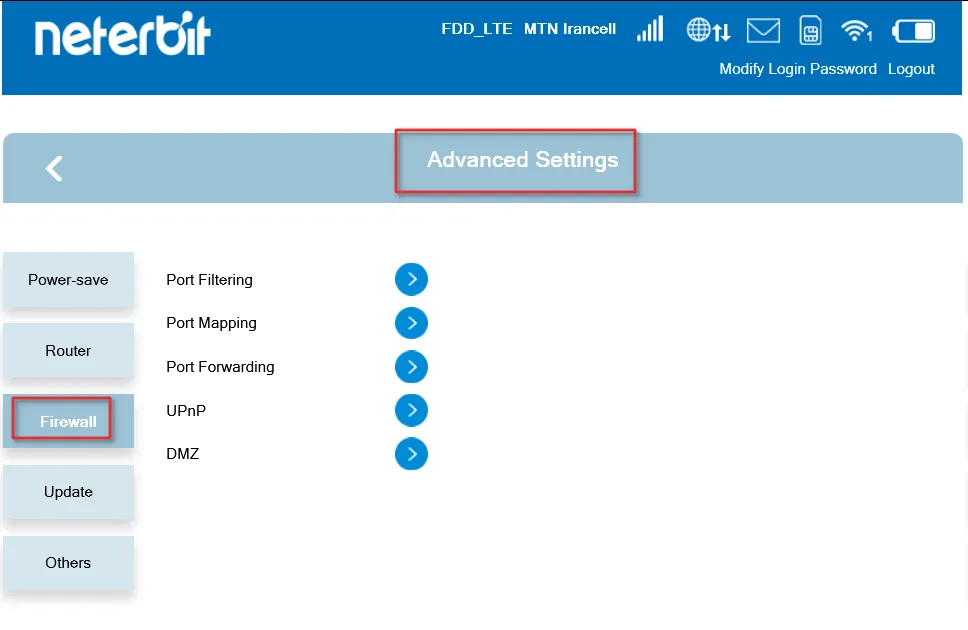 neterbit
FDD_LTE MTN Irancell
1
Modify Login Password Logout
Advanced Settings
Power-save
Port Filtering
Port Mapping
Router
Port Forwarding
UPnP
Firewall
DMZ
Update
Others